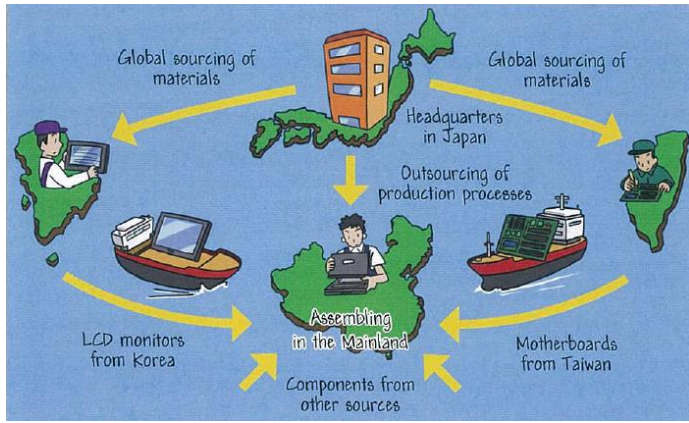 Global sourcing of
materials
Global sourcing of
materials
Headquarters
in Japan
Outsourcing of
production processes
Assembling
in the Mainland
LCD monitors
from Korea
Motherboards
from Taiwan
Components from
other sources